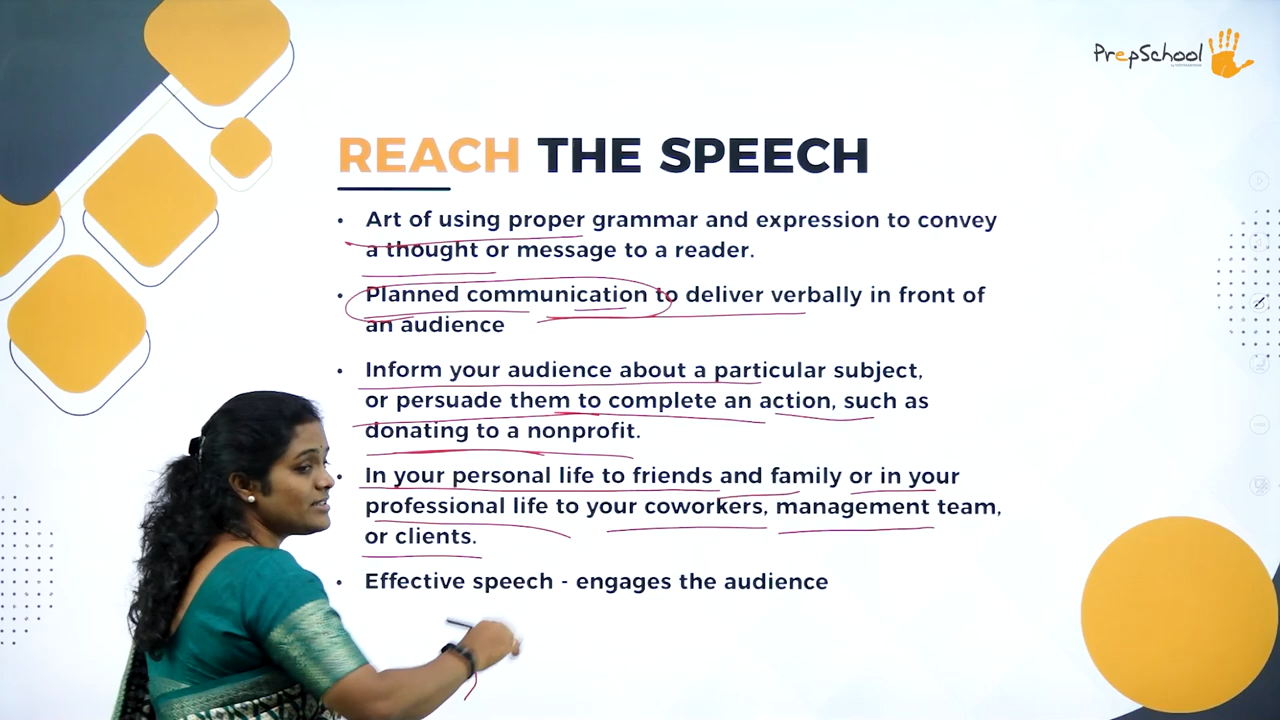 PrepSchool
REACH THE SPEECH
• Art of using proper grammar and expression to convey
a thought or message to a reader.
• Planned communication to deliver verbally in front of
an audience
• Inform your audience about a particular subject,
or persuade them to complete an action, such as
donating to a nonprofit.
• In your personal life to friends and family or in your
professional life to your coworkers, management team,
or clients.
• Effective speech - engages the audience